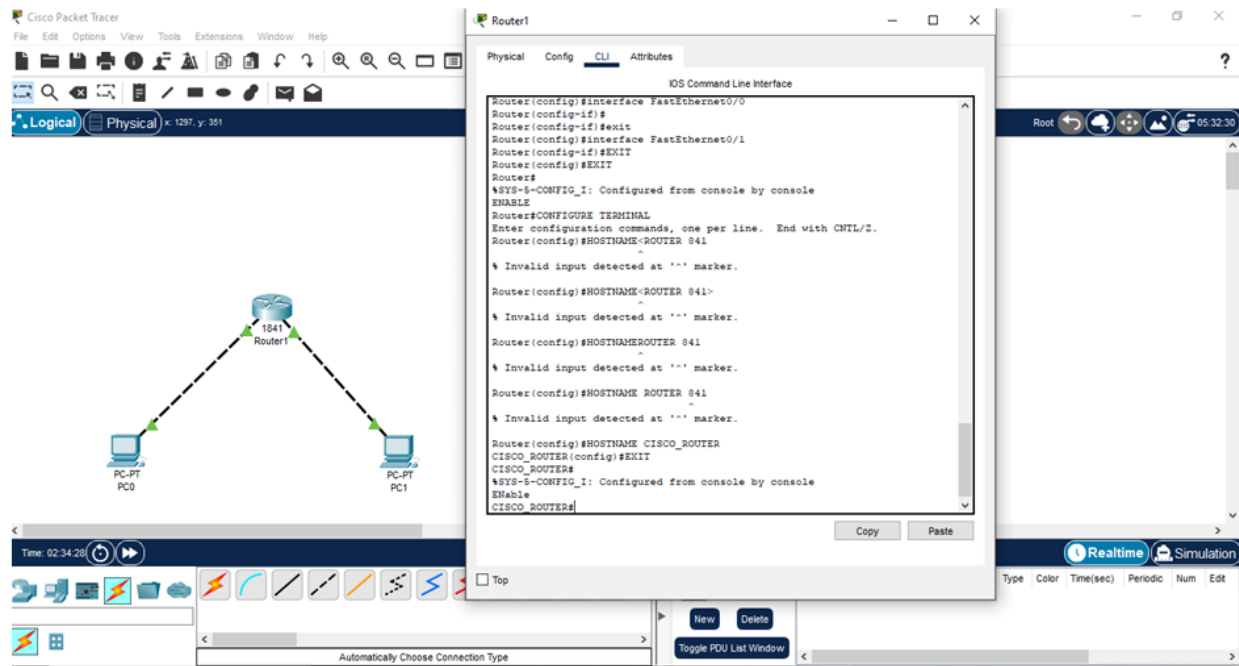 Cisco Packet Tracer
File Edit Options View Tools Extensions Window Help
?
Logical Physical x: 1297, y: 351
Root 05:32:30
1841
Router1
PC-PT
PC0
PC-PT
PC1
Router1
Physical Config CLI Attributes
IOS Command Line Interface
Router(config)#interface FastEthernet0/0
Router(config-if)#
Router(config-if)#exit
Router(config)#interface FastEthernet0/1
Router(config-if)#EXIT
Router(config)#EXIT
Router#
%SYS-5-CONFIG_I: Configured from console by console
ENABLE
Router#CONFIGURE TERMINAL
Enter configuration commands, one per line. End with CNTL/Z.
Router(config)#HOSTNAME<ROUTER 841
^
% Invalid input detected at '^' marker.
Router(config)#HOSTNAME<ROUTER 841>
^
% Invalid input detected at '^' marker.
Router(config)#HOSTNAMEROUTER 841
^
% Invalid input detected at '^' marker.
Router(config)#HOSTNAME ROUTER 841
^
% Invalid input detected at '^' marker.
Router(config)#HOSTNAME CISCO_ROUTER
CISCO_ROUTER(config)#EXIT
CISCO_ROUTER#
%SYS-5-CONFIG_I: Configured from console by console
ENable
CISCO_ROUTER#
Copy Paste
Top
Time: 02:34:28
Realtime Simulation
Automatically Choose Connection Type
New Delete
Toggle PDU List Window
Type Color Time(sec) Periodic Num Edit